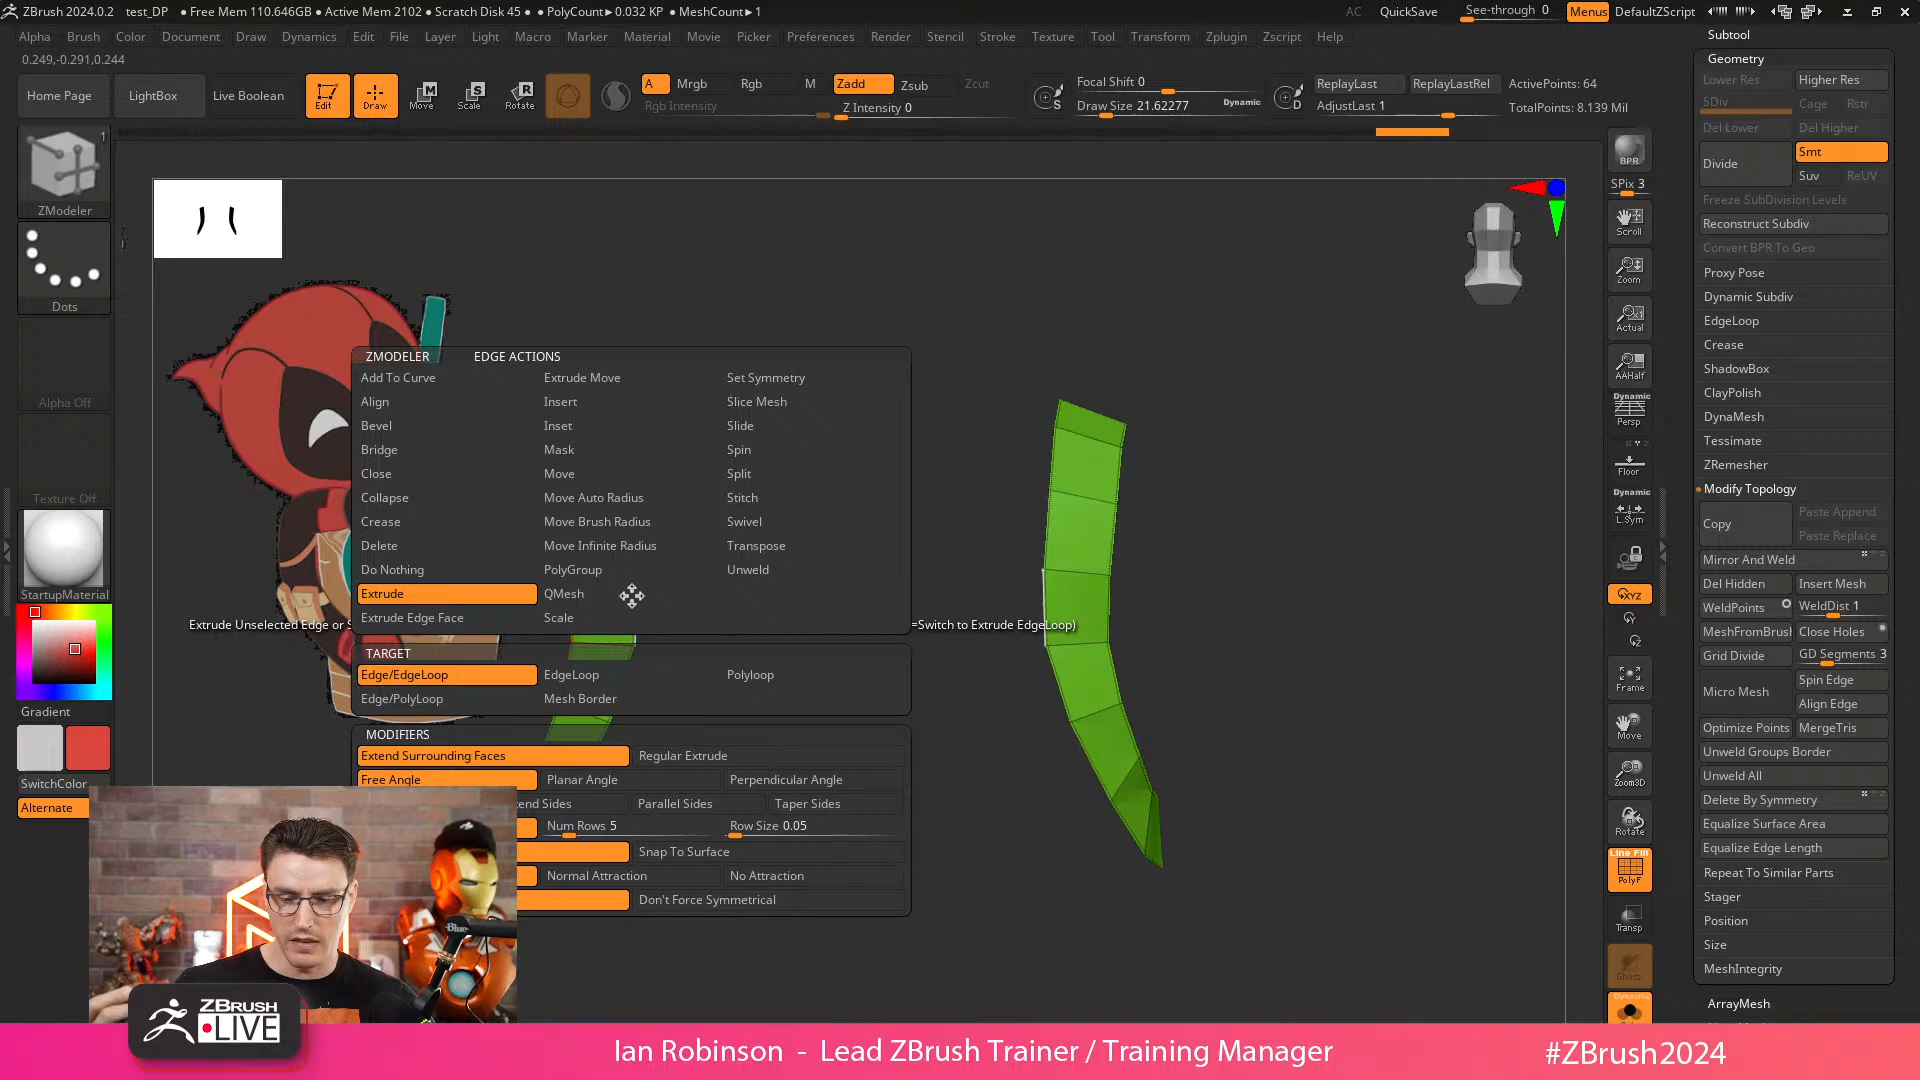 ZBrush 2024.0.2 test_DP • Free Mem 110.646GB • Active Mem 2102 • Scratch Disk 45 • • PolyCount► 0.032 KP • MeshCount►1
AC QuickSave See-through 0 Menus DefaultZScript
Alpha Brush Color Document Draw Dynamics Edit File Layer Light Macro Marker Material Movie Picker Preferences Render Stencil Stroke Texture Tool Transform Zplugin Zscript Help
0.249,-0.291,0.244
Home Page
LightBox
Live Boolean
Edit
Draw
Move
Scale
Rotate
A Mrgb Rgb M Zadd Zsub Zcut
Rgb Intensity Z Intensity 0
Focal Shift 0
Draw Size 21.62277 Dynamic
ReplayLast ReplayLastRel ActivePoints: 64
AdjustLast 1 TotalPoints: 8.139 Mil
1
ZModeler
Dots
Alpha Off
Texture Off
StartupMaterial
Gradient
SwitchColor
Alternate
ZMODELER EDGE ACTIONS
Add To Curve Extrude Move Set Symmetry
Align Insert Slice Mesh
Bevel Inset Slide
Bridge Mask Spin
Close Move Split
Collapse Move Auto Radius Stitch
Crease Move Brush Radius Swivel
Delete Move Infinite Radius Transpose
Do Nothing PolyGroup Unweld
Extrude QMesh
Extrude Edge Face Scale
Extrude Unselected Edge or
=Switch to Extrude EdgeLoop)
TARGET
Edge/EdgeLoop EdgeLoop Polyloop
Edge/PolyLoop Mesh Border
MODIFIERS
Extend Surrounding Faces Regular Extrude
Free Angle Planar Angle Perpendicular Angle
Parallel Sides Taper Sides
Num Rows 5 Row Size 0.05
Snap To Surface
Normal Attraction No Attraction
Don't Force Symmetrical
BPR
SPix 3
Scroll
Zoom
Actual
AAHalf
Dynamic
Persp
Floor
Dynamic
L.Sym
XYZ
Frame
Move
Zoom3D
Rotate
Line Fill
PolyF
Transp
Ghost
Dynamic
Subtool
Geometry
Lower Res Higher Res
SDiv Cage Rstr
Del Lower Del Higher
Divide Smt
Suv ReUV
Freeze SubDivision Levels
Reconstruct Subdiv
Convert BPR To Geo
Proxy Pose
Dynamic Subdiv
EdgeLoop
Crease
ShadowBox
ClayPolish
DynaMesh
Tessimate
ZRemesher
Modify Topology
Copy Paste Append
Paste Replace
Mirror And Weld
Del Hidden Insert Mesh
WeldPoints WeldDist 1
MeshFromBrush Close Holes
Grid Divide GD Segments 3
Micro Mesh Spin Edge
Align Edge
Optimize Points MergeTris
Unweld Groups Border
Unweld All
Delete By Symmetry
Equalize Surface Area
Equalize Edge Length
Repeat To Similar Parts
Stager
Position
Size
MeshIntegrity
ArrayMesh
Blue
ZBRUSH
LIVE
Ian Robinson - Lead ZBrush Trainer / Training Manager
#ZBrush2024